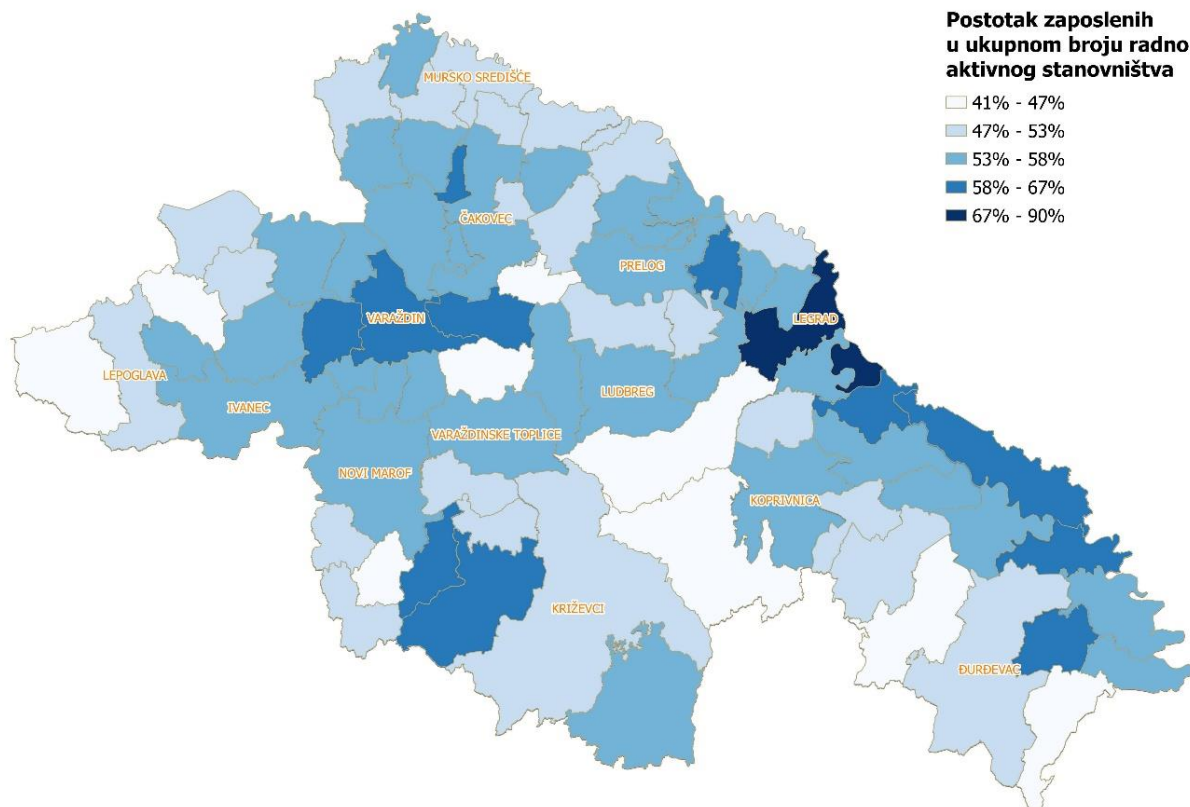 Postotak zaposlenih
u ukupnom broju radno
aktivnog stanovništva
41% - 47%
47% - 53%
53% - 58%
58% - 67%
67% - 90%
MURSKO SREDIŠĆE
ČAKOVEC
PRELOG
VARAŽDIN
LEGRAD
LEPOGLAVA
IVANEC
LUDBREG
VARAŽDINSKE TOPLICE
NOVI MAROF
KOPRIVNICA
KRIŽEVCI
ĐURĐEVAC